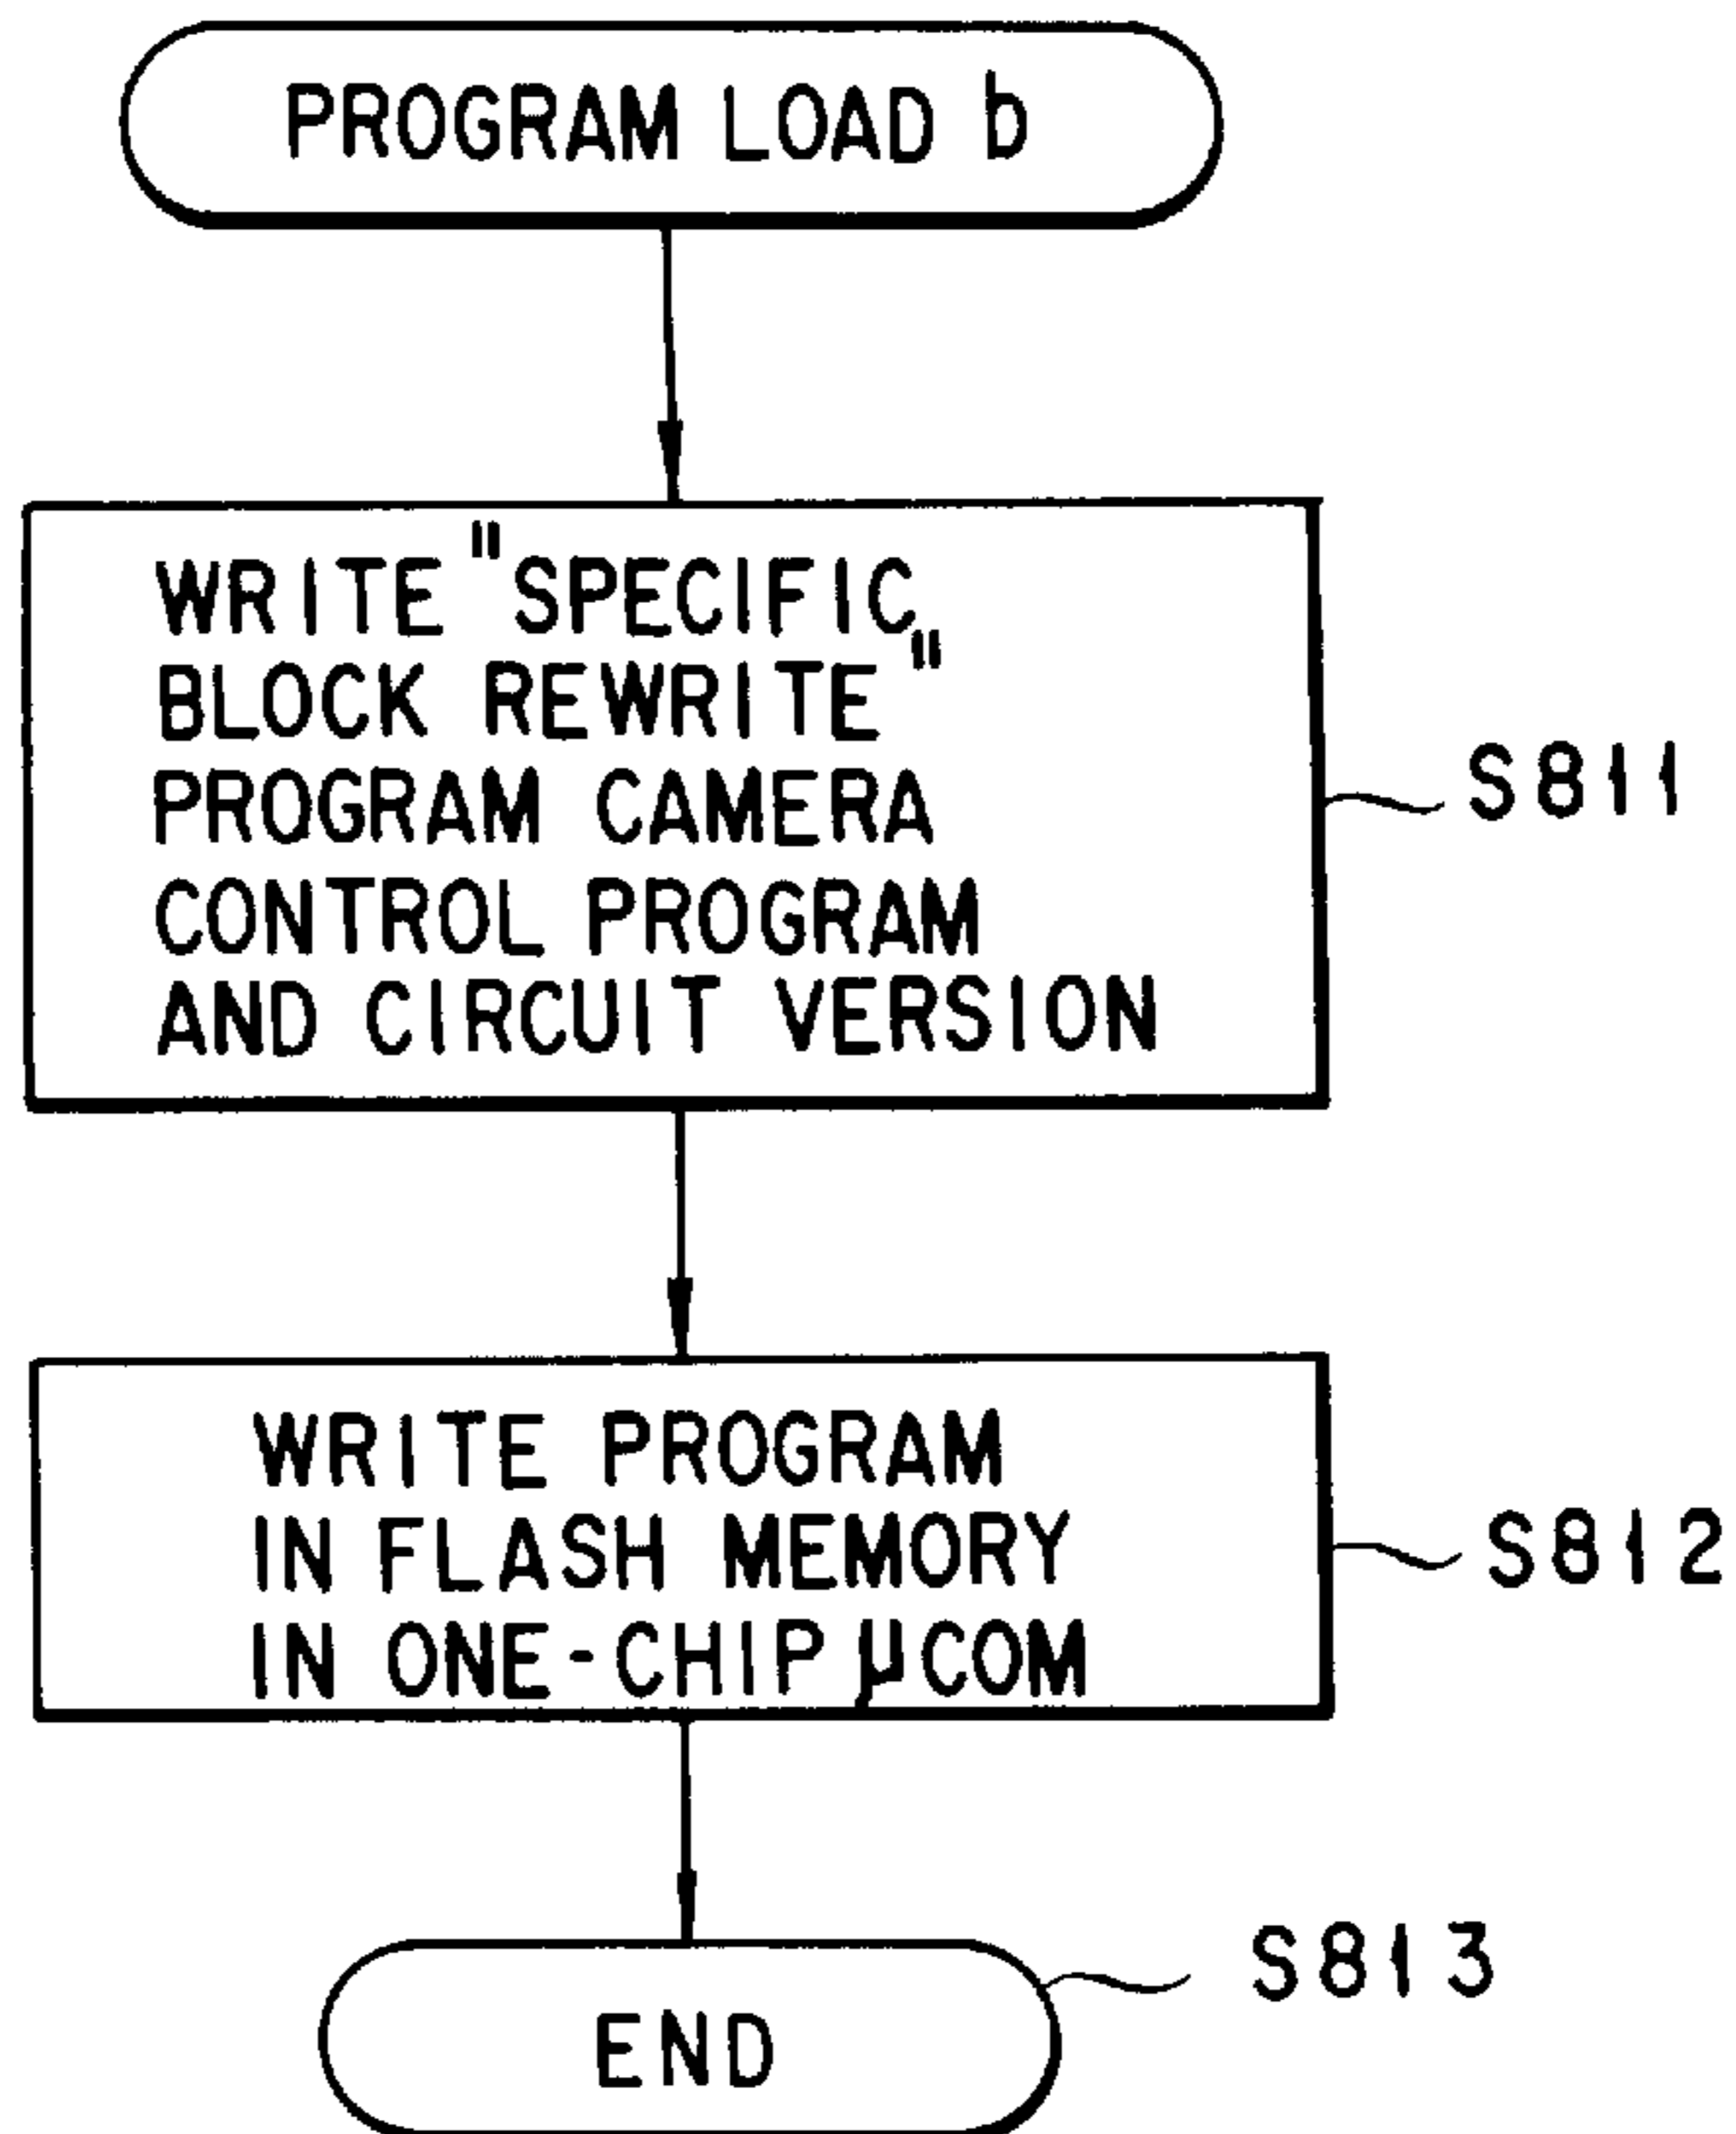 PROGRAM LOAD b
WRITE "SPECIFIC
BLOCK REWRITE"
PROGRAM CAMERA
CONTROL PROGRAM
AND CIRCUIT VERSION
S811
WRITE PROGRAM
IN FLASH MEMORY
IN ONE-CHIP µCOM
S812
END
S813